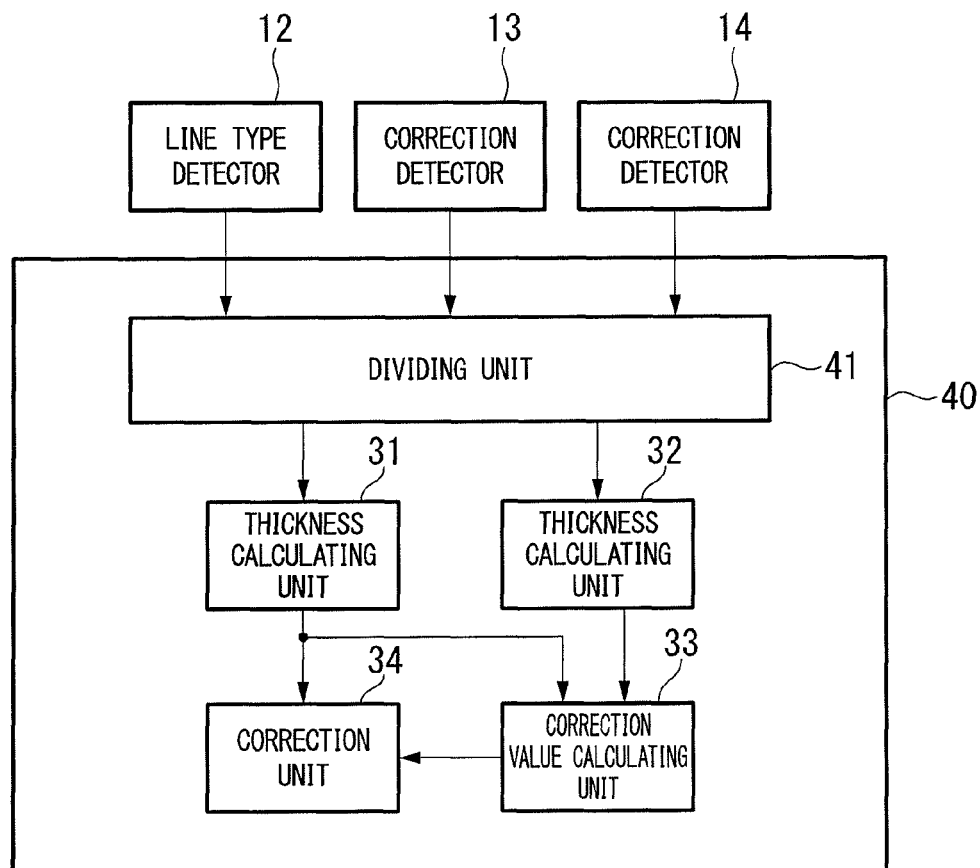 12
13
14
LINE TYPE
DETECTOR
CORRECTION
DETECTOR
CORRECTION
DETECTOR
DIVIDING UNIT
41
40
31
32
THICKNESS
CALCULATING
UNIT
THICKNESS
CALCULATING
UNIT
34
33
CORRECTION
UNIT
CORRECTION
VALUE CALCULATING
UNIT